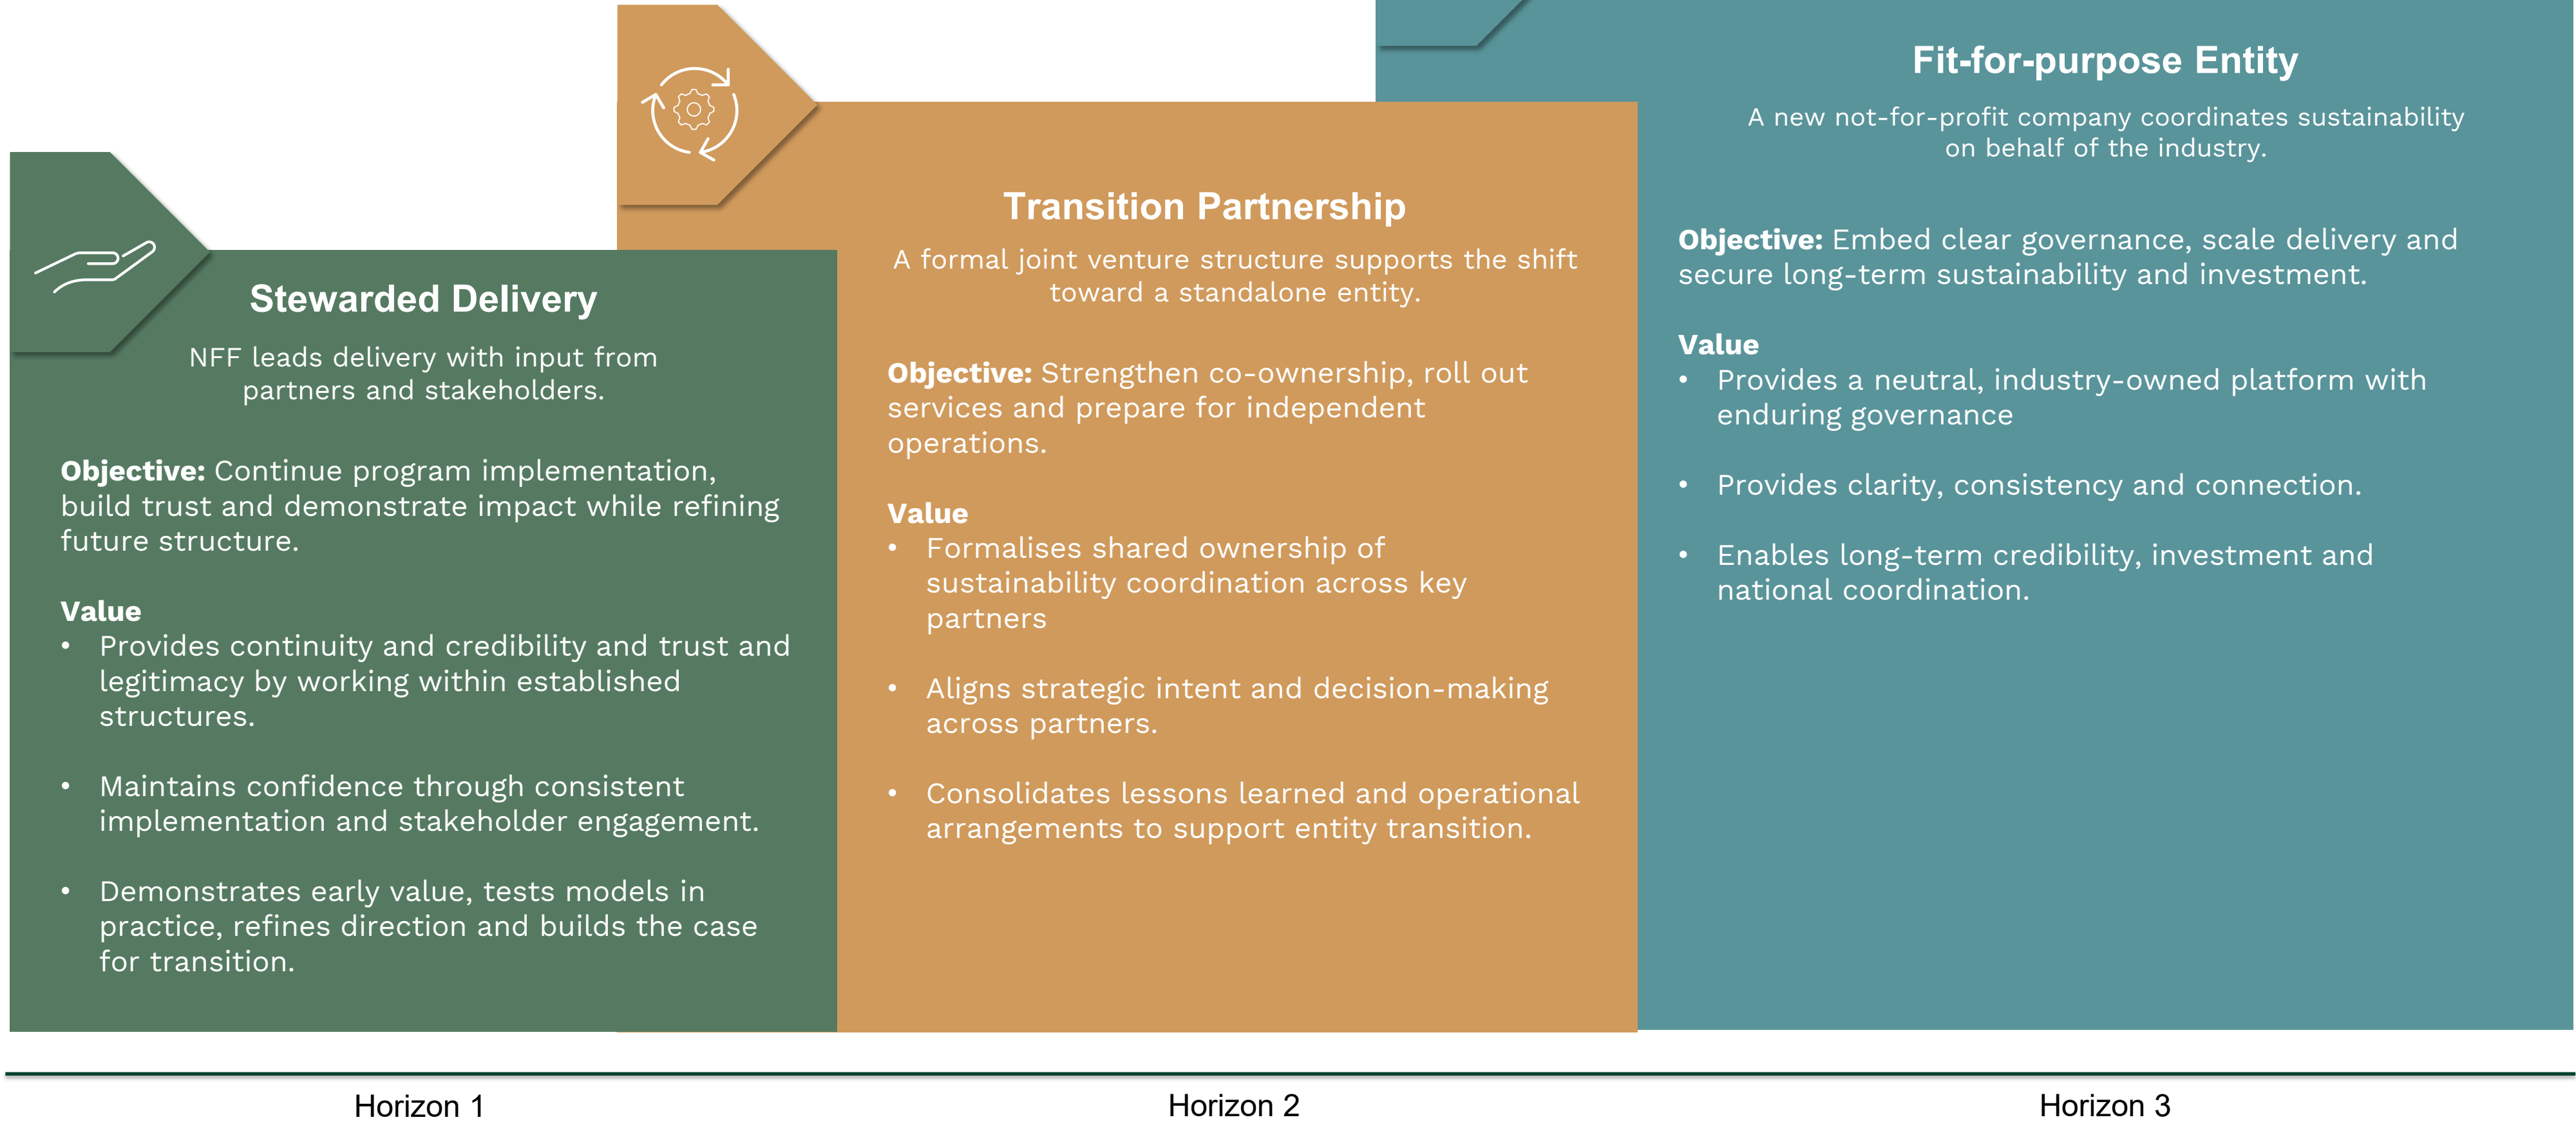 Stewarded Delivery
NFF leads delivery with input from
partners and stakeholders.
Objective: Continue program implementation,
build trust and demonstrate impact while refining
future structure.
Value
• Provides continuity and credibility and trust and
legitimacy by working within established
structures.
• Maintains confidence through consistent
implementation and stakeholder engagement.
• Demonstrates early value, tests models in
practice, refines direction and builds the case
for transition.
Transition Partnership
A formal joint venture structure supports the shift
toward a standalone entity.
Objective: Strengthen co-ownership, roll out
services and prepare for independent
operations.
Value
• Formalises shared ownership of
sustainability coordination across key
partners
• Aligns strategic intent and decision-making
across partners.
• Consolidates lessons learned and operational
arrangements to support entity transition.
Fit-for-purpose Entity
A new not-for-profit company coordinates sustainability
on behalf of the industry.
Objective: Embed clear governance, scale delivery and
secure long-term sustainability and investment.
Value
• Provides a neutral, industry-owned platform with
enduring governance
• Provides clarity, consistency and connection.
• Enables long-term credibility, investment and
national coordination.
Horizon 1
Horizon 2
Horizon 3